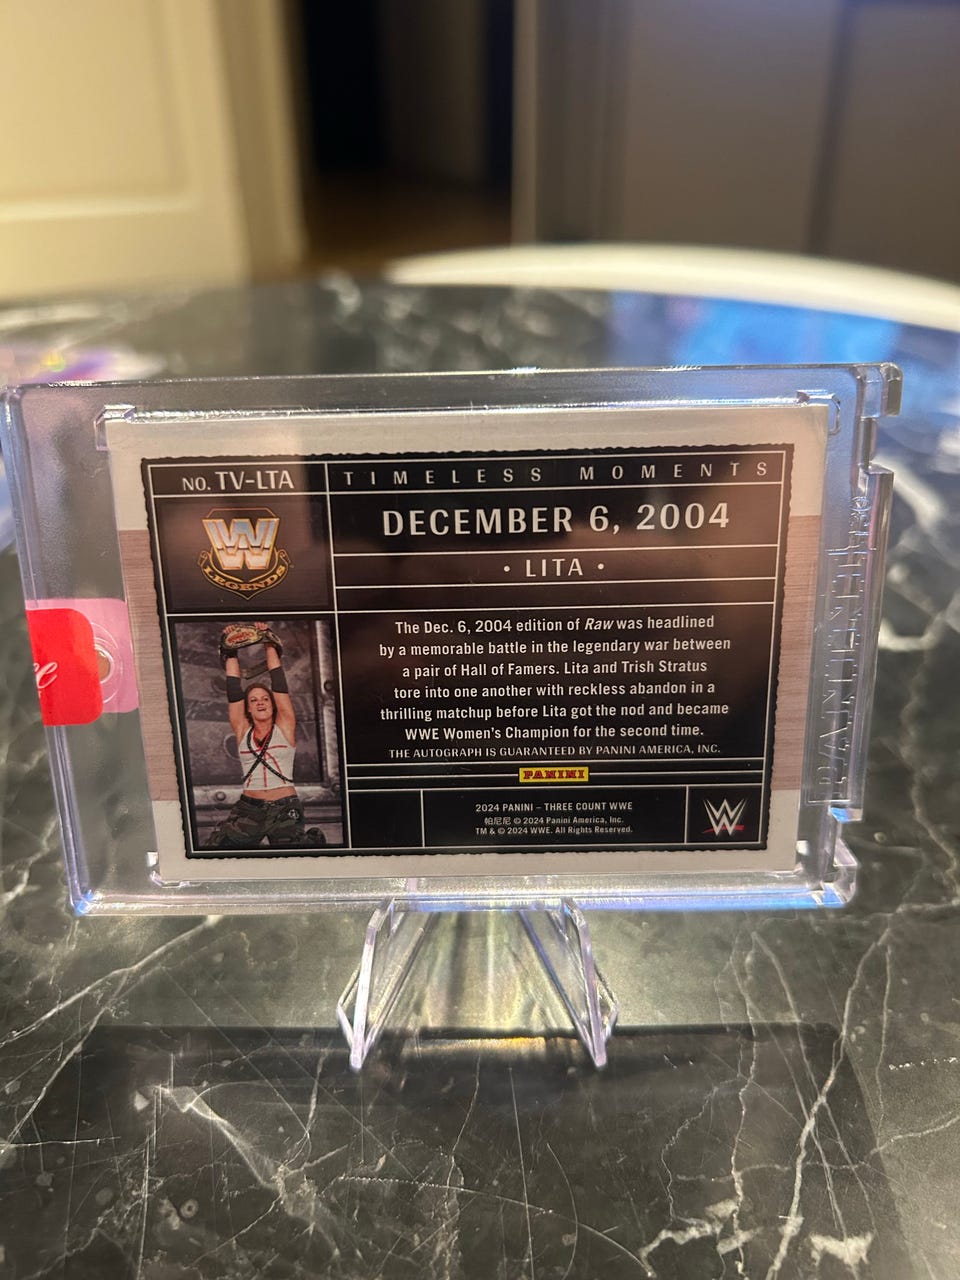 NO. TV-LTA
TIMELESS MOMENTS
DECEMBER 6, 2004
• LITA •
W
LEGENDS
The Dec. 6, 2004 edition of Raw was headlined
by a memorable battle in the legendary war between
a pair of Hall of Famers. Lita and Trish Stratus
tore into one another with reckless abandon in a
thrilling matchup before Lita got the nod and became
WWE Women's Champion for the second time.
THE AUTOGRAPH IS GUARANTEED BY PANINI AMERICA, INC.
PANINI
2024 PANINI – THREE COUNT WWE
帕尼尼 © 2024 Panini America, Inc.
TM & © 2024 WWE. All Rights Reserved.
W